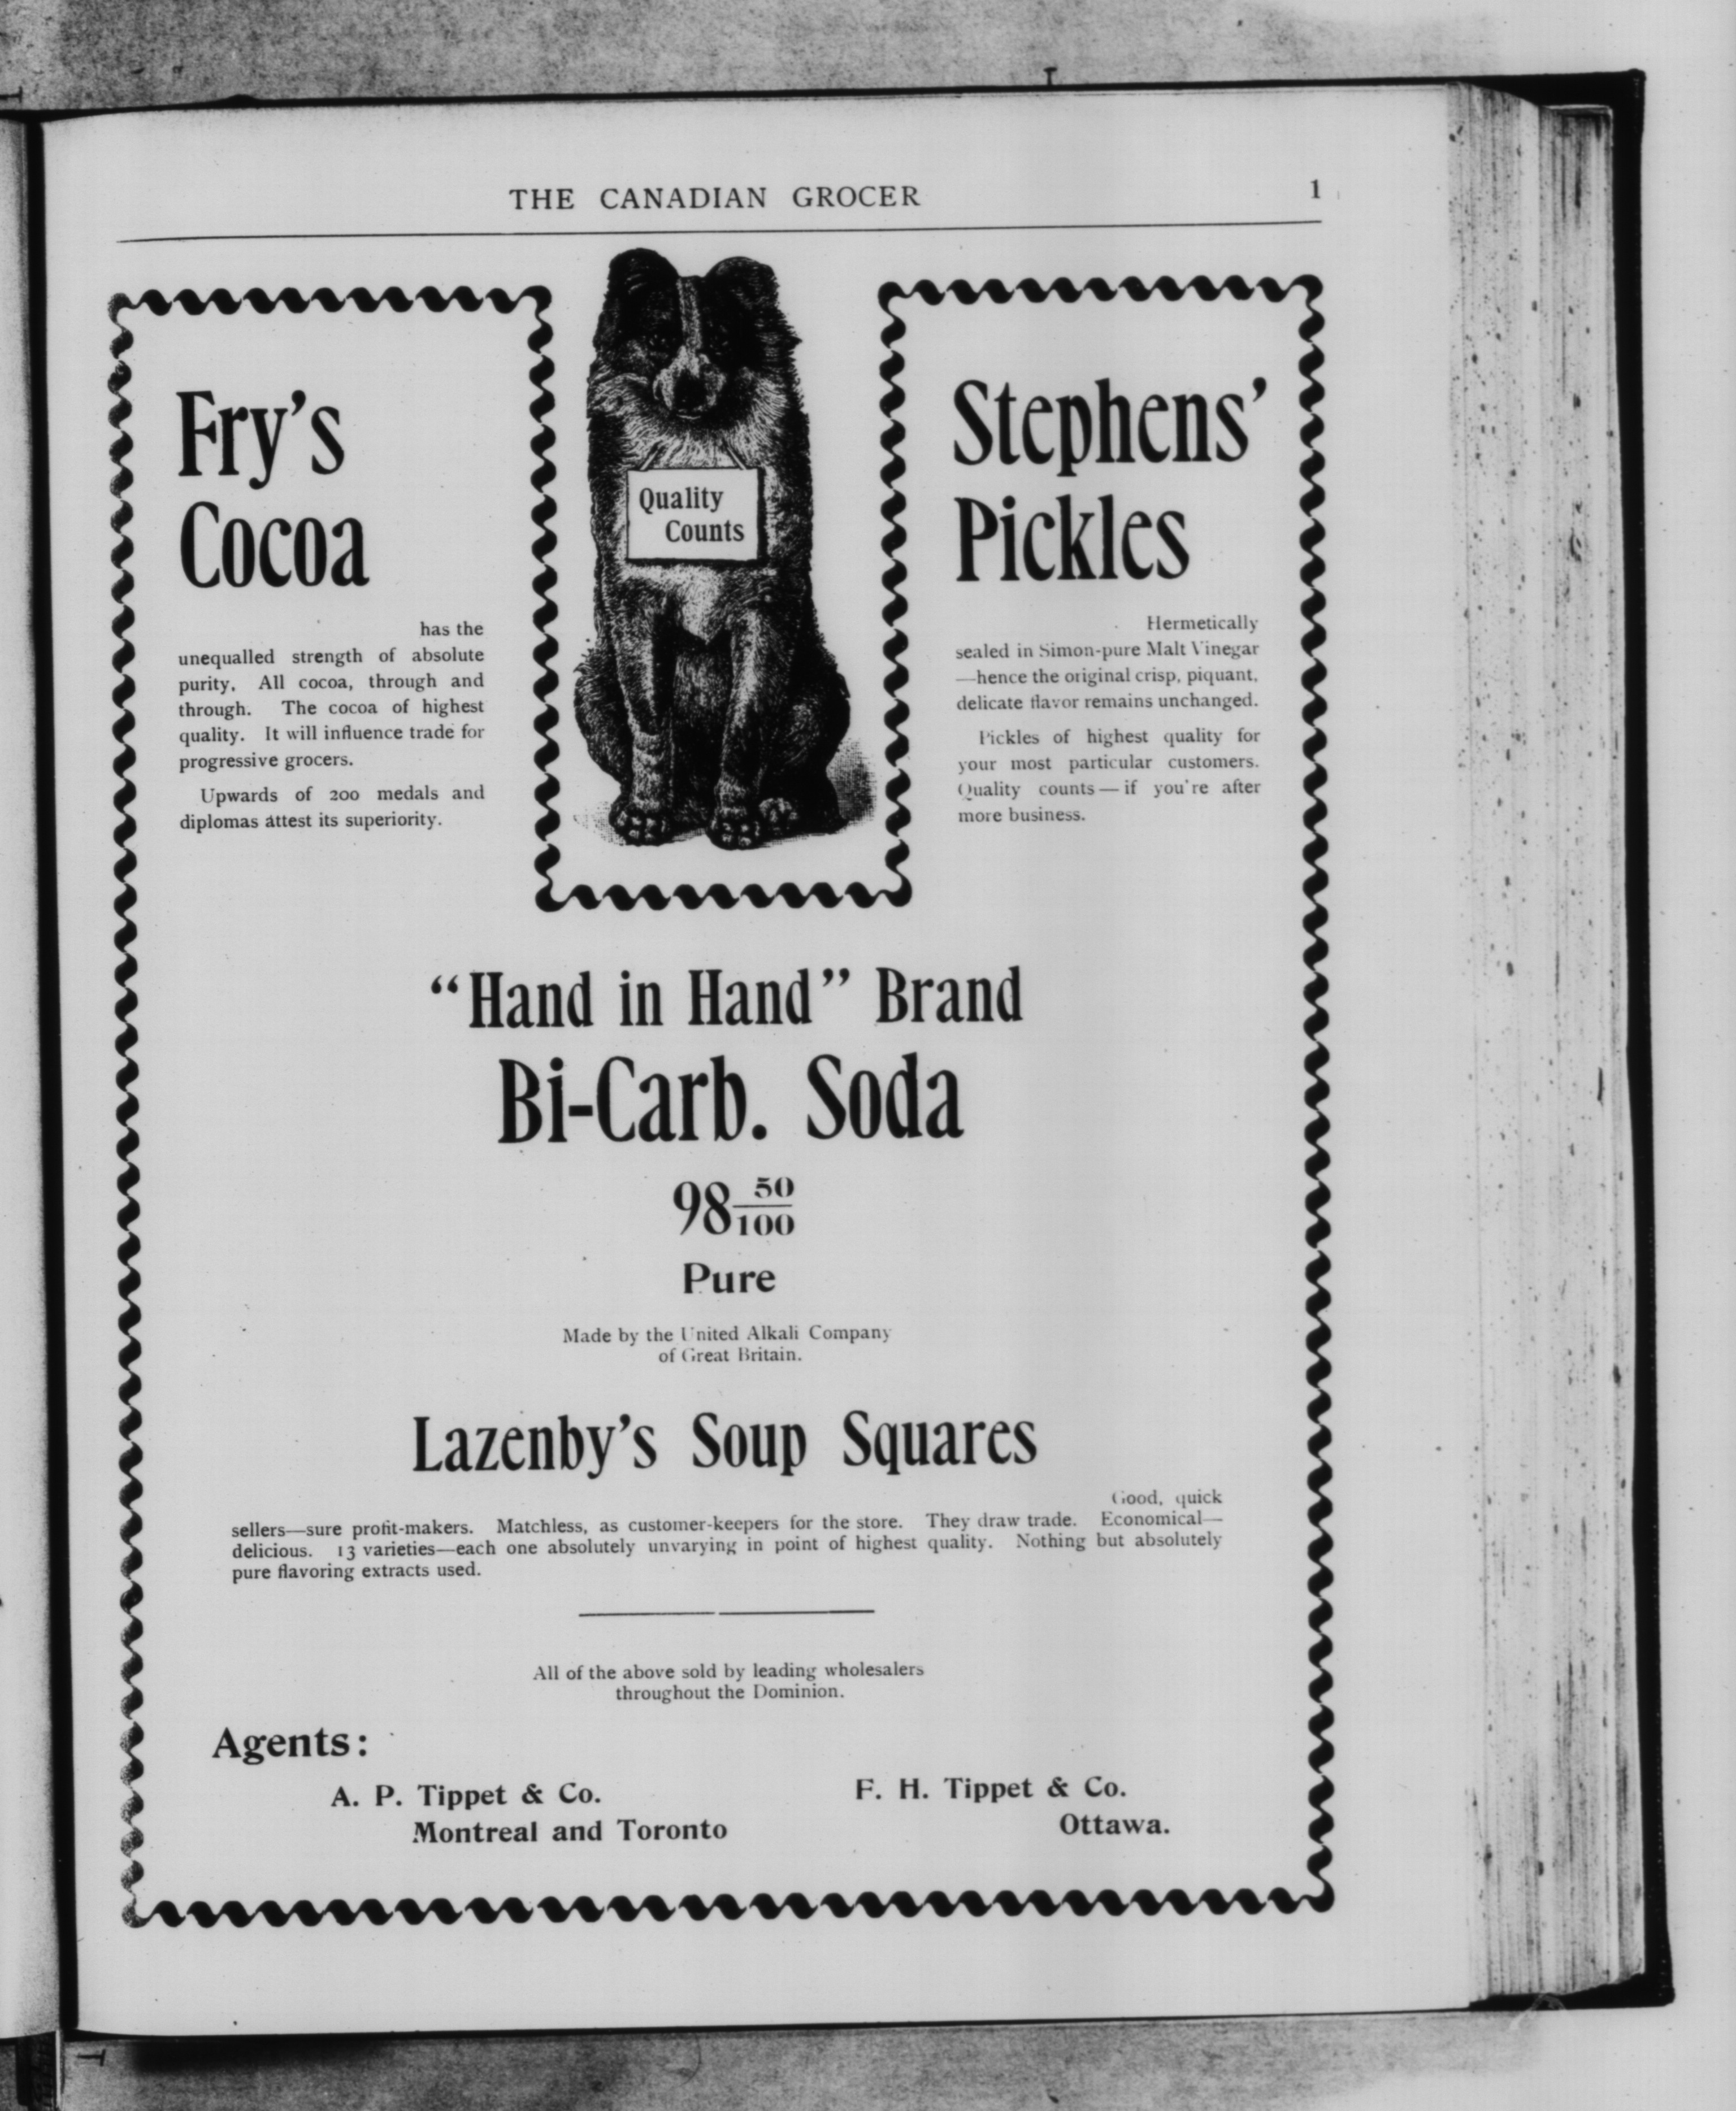 THE CANADIAN GROCER
1
Fry's
Cocoa
has the
unequalled strength of absolute
purity. All cocoa, through and
through. The cocoa of highest
quality. It will influence trade for
progressive grocers.
Upwards of 200 medals and
diplomas attest its superiority.
Quality
Counts
Stephens'
Pickles
Hermetically
sealed in Simon-pure Malt Vinegar
—hence the original crisp, piquant,
delicate flavor remains unchanged.
Pickles of highest quality for
your most particular customers.
Quality counts — if you're after
more business.
"Hand in Hand" Brand
Bi-Carb. Soda
98 50/100
Pure
Made by the United Alkali Company
of Great Britain.
Lazenby's Soup Squares
Good, quick
sellers—sure profit-makers. Matchless, as customer-keepers for the store. They draw trade. Economical—
delicious. 13 varieties—each one absolutely unvarying in point of highest quality. Nothing but absolutely
pure flavoring extracts used.
All of the above sold by leading wholesalers
throughout the Dominion.
Agents:
A. P. Tippet & Co.
Montreal and Toronto
F. H. Tippet & Co.
Ottawa.